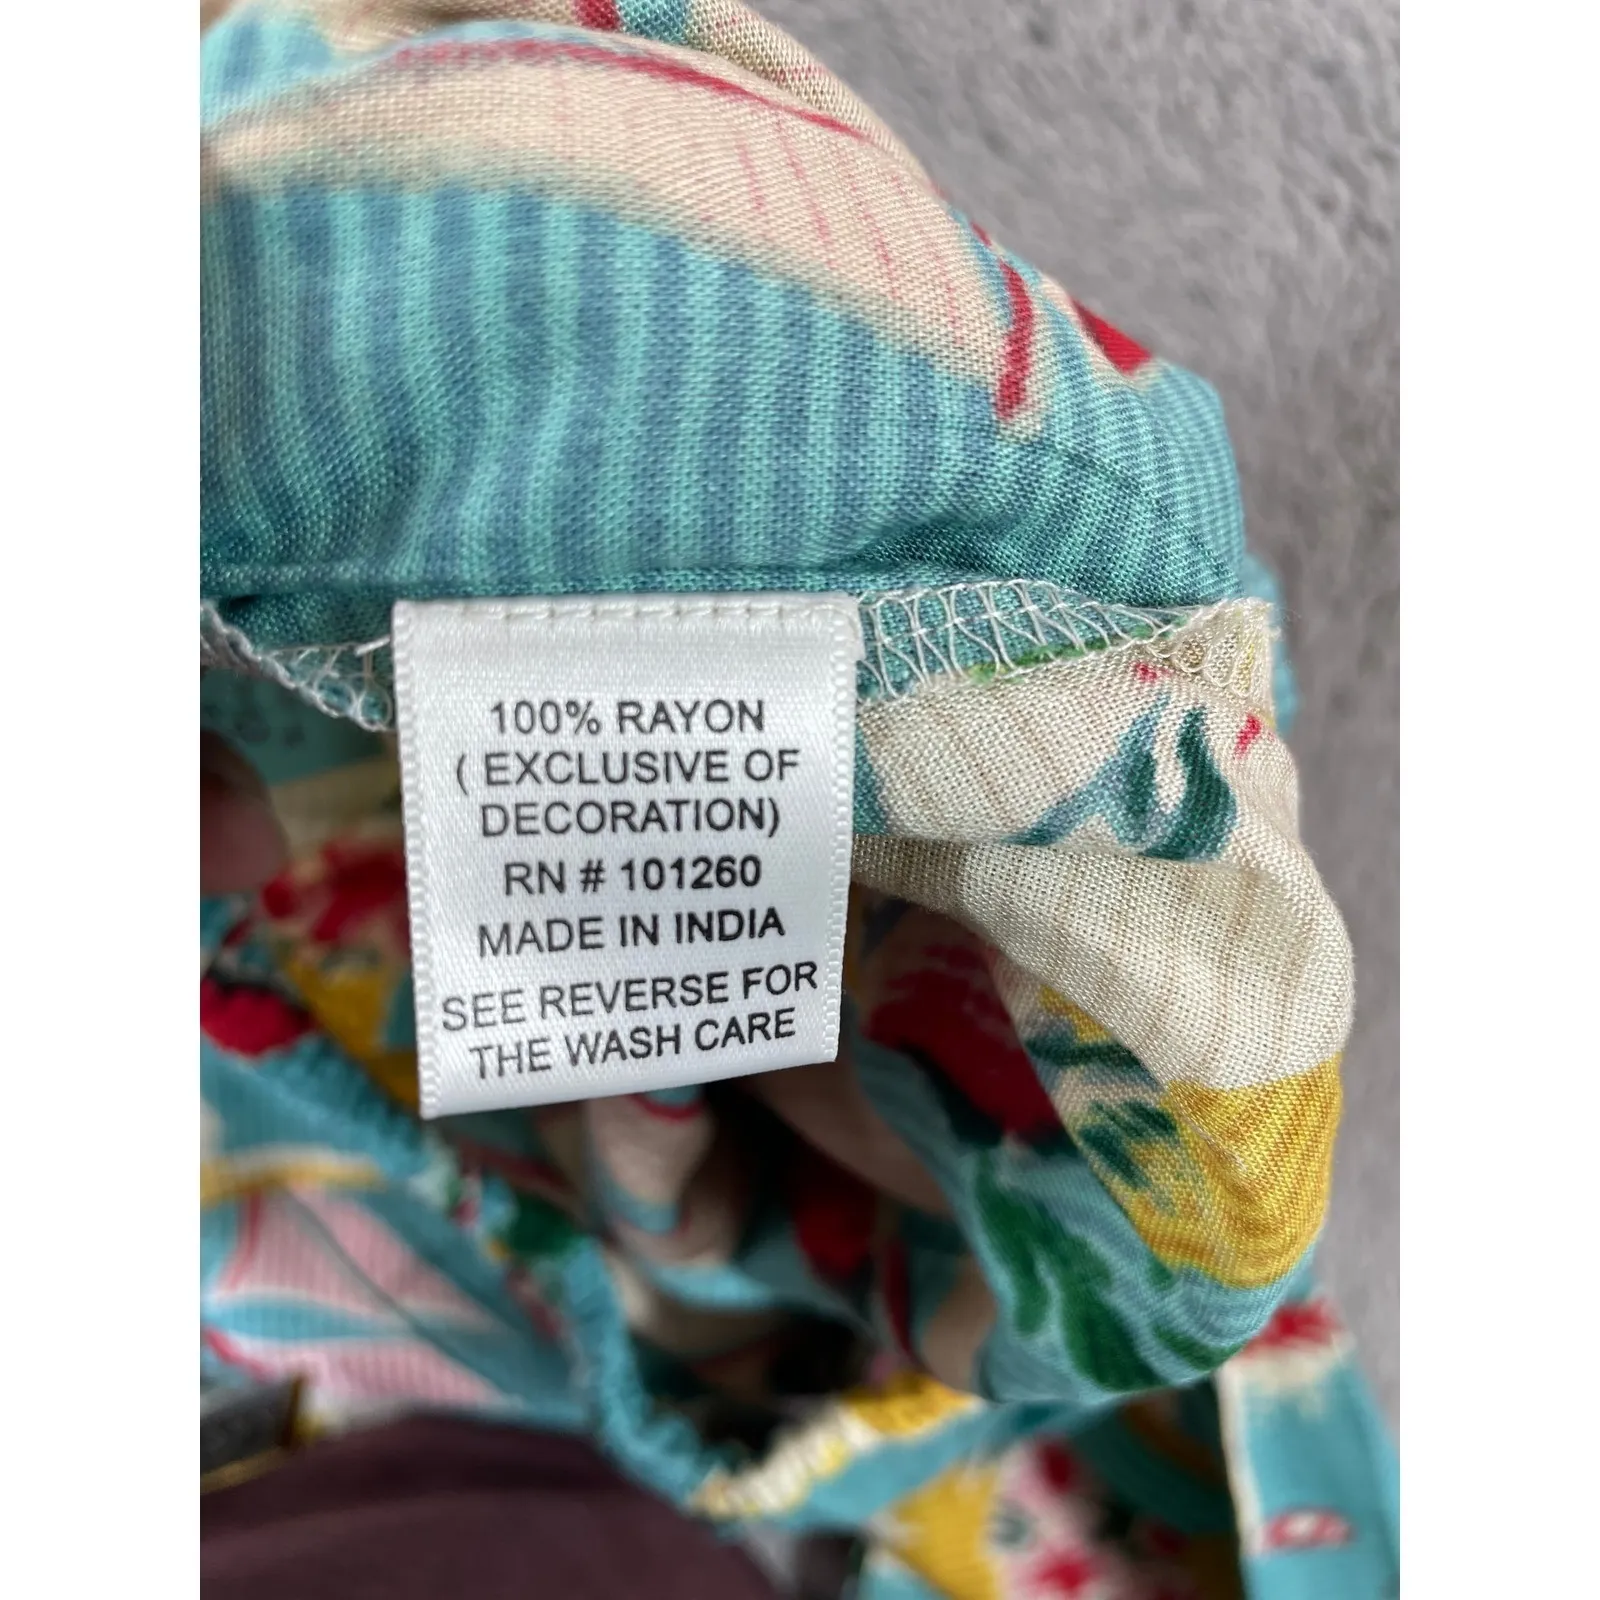 100% RAYON
( EXCLUSIVE OF
DECORATION)
RN # 101260
MADE IN INDIA
SEE REVERSE FOR
THE WASH CARE